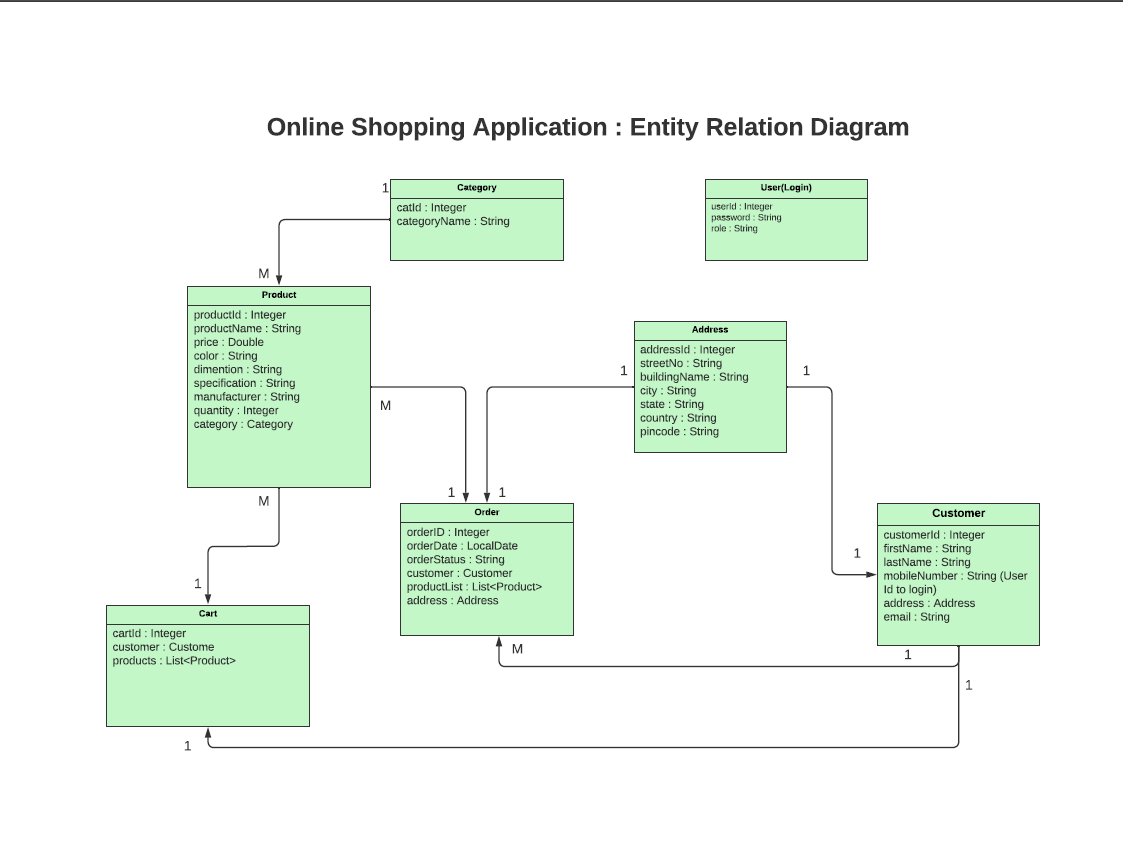 Online Shopping Application : Entity Relation Diagram
1
Category
catId : Integer
categoryName : String
User(Login)
userId : Integer
password : String
role : String
M
Product
productId : Integer
productName : String
price : Double
color : String
dimention : String
specification : String
manufacturer : String
quantity : Integer
category : Category
M
M
Address
addressId : Integer
streetNo : String
buildingName : String
city : String
state : String
country : String
pincode : String
1
1
1
1
Order
orderID : Integer
orderDate : LocalDate
orderStatus : String
customer : Customer
productList : List<Product>
address : Address
M
1
Customer
customerId : Integer
firstName : String
lastName : String
mobileNumber : String (User
Id to login)
address : Address
email : String
1
1
1
Cart
cartId : Integer
customer : Custome
products : List<Product>
1